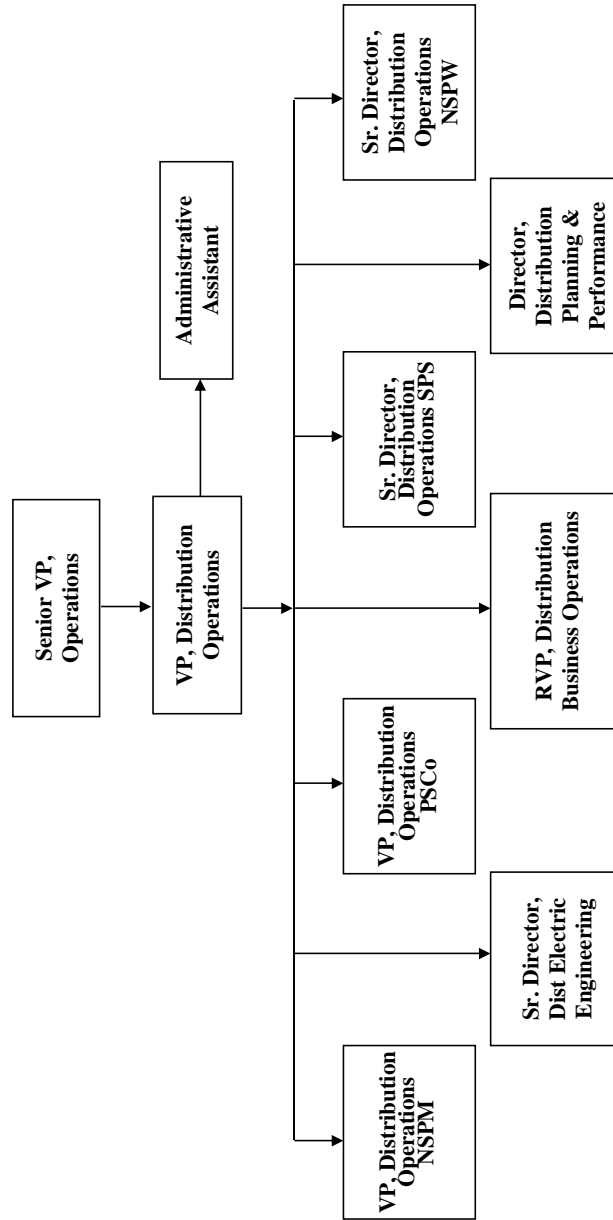 Senior VP,
Operations
VP, Distribution
Operations
Administrative
Assistant
VP, Distribution
Operations
NSPM
VP, Distribution
Operations
PSCo
Sr. Director,
Distribution
Operations SPS
Sr. Director,
Distribution
Operations
NSPW
Sr. Director,
Dist Electric
Engineering
RVP, Distribution
Business Operations
Director,
Distribution
Planning &
Performance